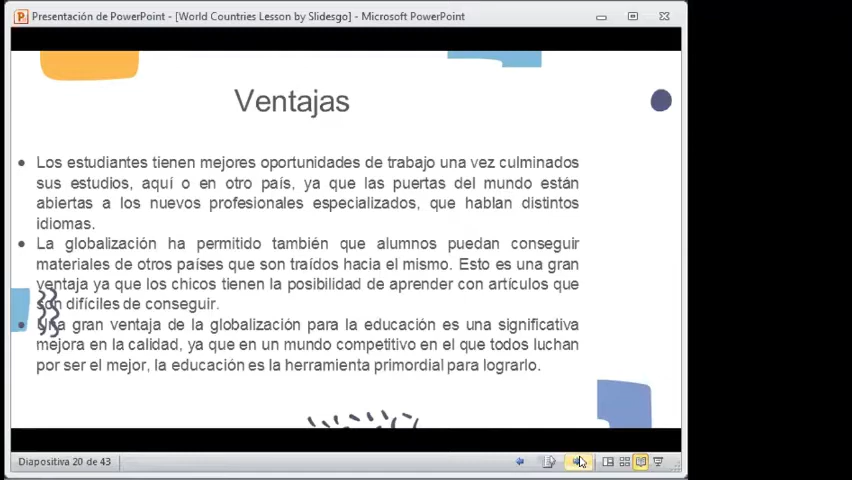 Presentación de PowerPoint - [World Countries Lesson by Slidesgo] - Microsoft PowerPoint
Ventajas
● Los estudiantes tienen mejores oportunidades de trabajo una vez culminados
sus estudios, aquí o en otro país, ya que las puertas del mundo están
abiertas a los nuevos profesionales especializados, que hablan distintos
idiomas.
● La globalización ha permitido también que alumnos puedan conseguir
materiales de otros países que son traídos hacia el mismo. Esto es una gran
ventaja ya que los chicos tienen la posibilidad de aprender con artículos que
son difíciles de conseguir.
● Una gran ventaja de la globalización para la educación es una significativa
mejora en la calidad, ya que en un mundo competitivo en el que todos luchan
por ser el mejor, la educación es la herramienta primordial para lograrlo.
Diapositiva 20 de 43